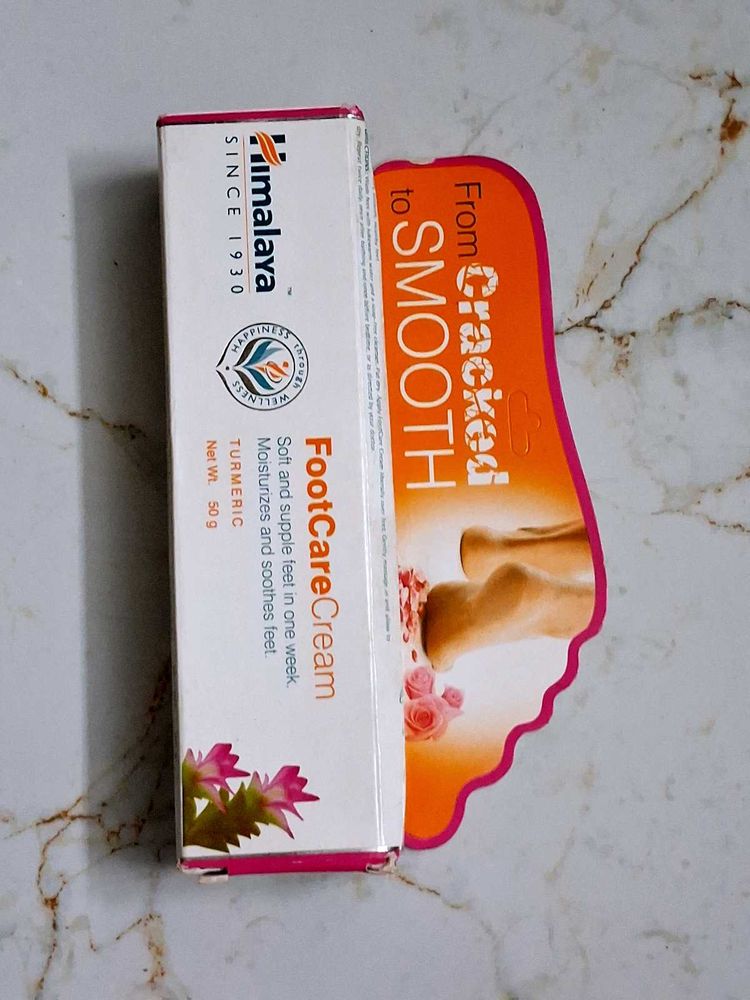 From Cracked
to SMOOTH
Himalaya™
SINCE 1930
HAPPINESS through WELLNESS
FootCareCream
Soft and supple feet in one week.
Moisturizes and soothes feet.
TURMERIC
Net Wt. 50 g